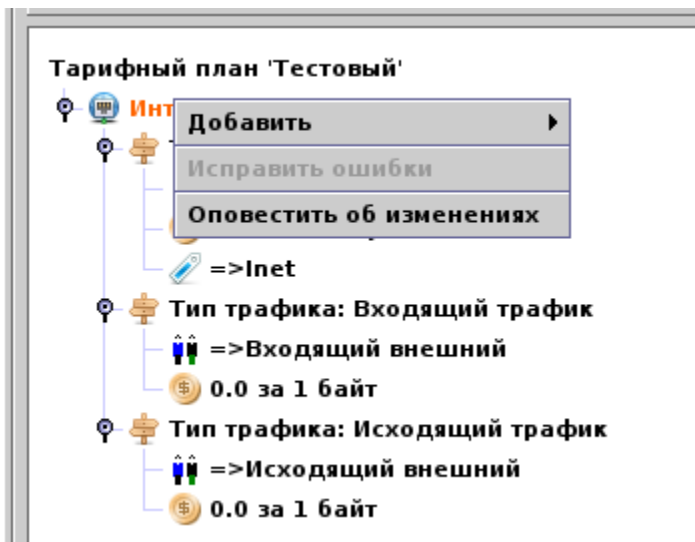 Тарифный план 'Тестовый'
Инт
Добавить
Исправить ошибки
Оповестить об изменениях
=>Inet
Тип трафика: Входящий трафик
=>Входящий внешний
0.0 за 1 байт
Тип трафика: Исходящий трафик
=>Исходящий внешний
0.0 за 1 байт